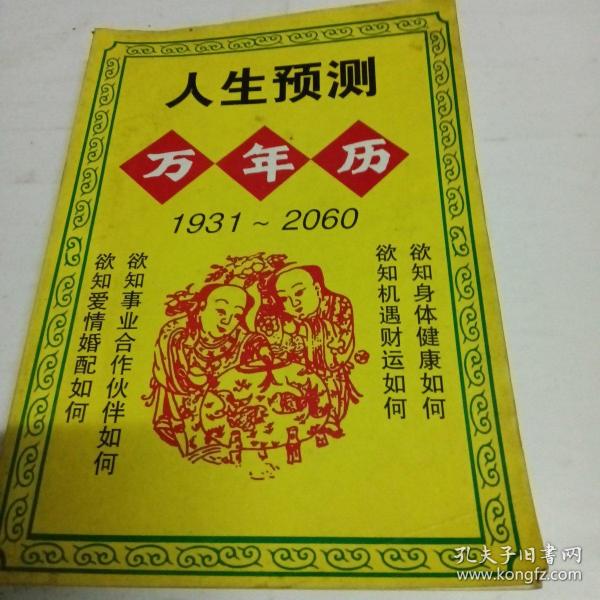 人生预测
万年历
1931～2060
欲知身体健康如何
欲知机遇财运如何
欲知事业合作伙伴如何
欲知爱情婚配如何
孔夫子旧书网
www.kongfz.com